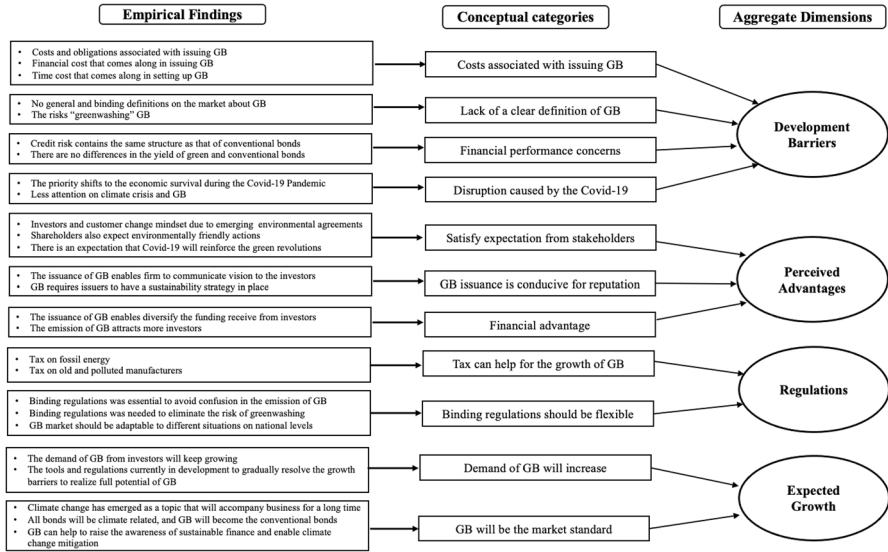 Empirical Findings
Conceptual categories
Aggregate Dimensions
• Costs and obligations associated with issuing GB
• Financial cost that comes along in issuing GB
• Time cost that comes along in setting up GB
Costs associated with issuing GB
• No general and binding definitions on the market about GB
• The risks “greenwashing” GB
Lack of a clear definition of GB
• Credit risk contains the same structure as that of conventional bonds
• There are no differences in the yield of green and conventional bonds
Financial performance concerns
• The priority shifts to the economic survival during the Covid-19 Pandemic
• Less attention on climate crisis and GB
Disruption caused by the Covid-19
Development
Barriers
• Investors and customer change mindset due to emerging environmental agreements
• Shareholders also expect environmentally friendly actions
• There is an expectation that Covid-19 will reinforce the green revolutions
Satisfy expectation from stakeholders
• The issuance of GB enables firm to communicate vision to the investors
• GB requires issuers to have a sustainability strategy in place
GB issuance is conducive for reputation
• The issuance of GB enables diversify the funding receive from investors
• The emission of GB attracts more investors
Financial advantage
Perceived
Advantages
• Tax on fossil energy
• Tax on old and polluted manufacturers
Tax can help for the growth of GB
• Binding regulations was essential to avoid confusion in the emission of GB
• Binding regulations was needed to eliminate the risk of greenwashing
• GB market should be adaptable to different situations on national levels
Binding regulations should be flexible
Regulations
• The demand of GB from investors will keep growing
• The tools and regulations currently in development to gradually resolve the growth
barriers to realize full potential of GB
Demand of GB will increase
• Climate change has emerged as a topic that will accompany business for a long time
• All bonds will be climate related, and GB will become the conventional bonds
• GB can help to raise the awareness of sustainable finance and enable climate
change mitigation
GB will be the market standard
Expected
Growth